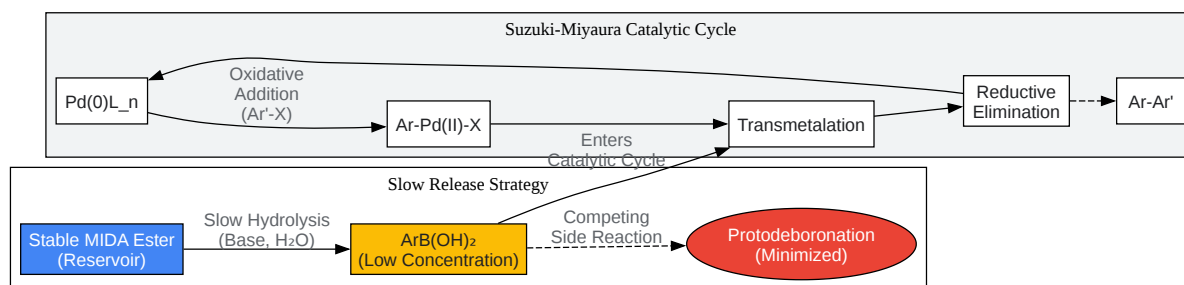 Suzuki-Miyaura Catalytic Cycle
Pd(0)L_n
Oxidative
Addition
(Ar'-X)
Ar-Pd(II)-X
Transmetalation
Reductive
Elimination
Ar-Ar'
Enters
Catalytic Cycle
Slow Release Strategy
Stable MIDA Ester
(Reservoir)
Slow Hydrolysis
(Base, H₂O)
ArB(OH)₂
(Low Concentration)
Competing
Side Reaction
Protodeboronation
(Minimized)